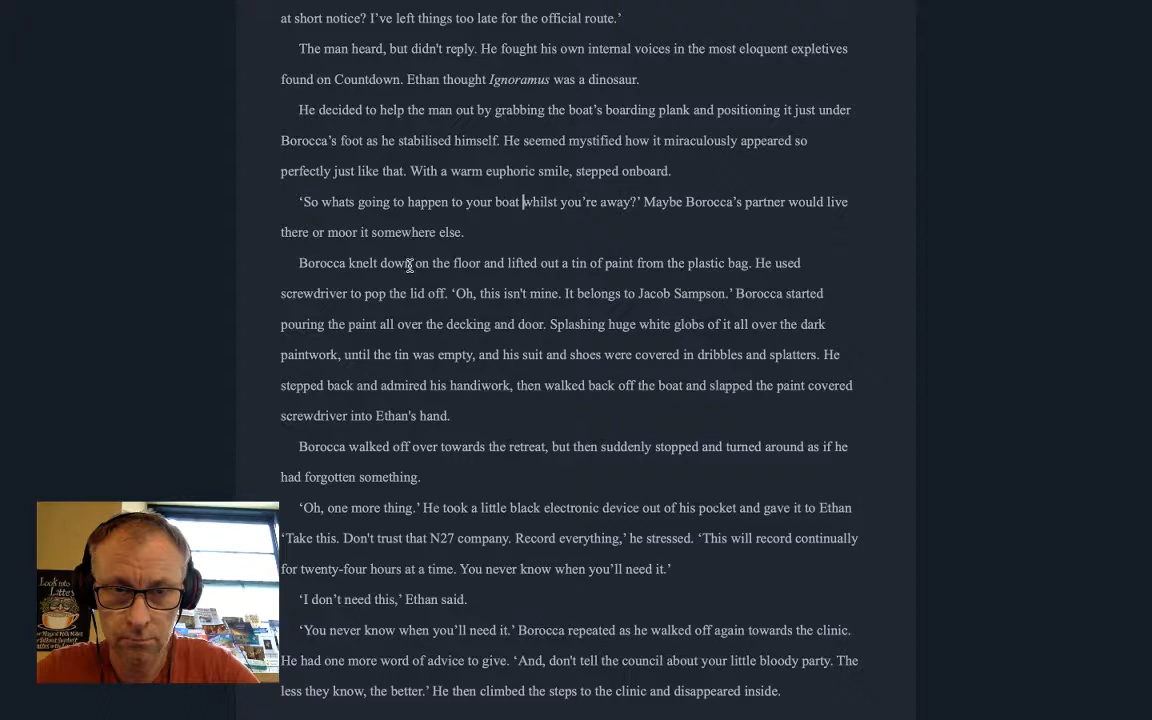 at short notice? I’ve left things too late for the official route.’
The man heard, but didn't reply. He fought his own internal voices in the most eloquent expletives
found on Countdown. Ethan thought Ignoramus was a dinosaur.
He decided to help the man out by grabbing the boat’s boarding plank and positioning it just under
Borocca’s foot as he stabilised himself. He seemed mystified how it miraculously appeared so
perfectly just like that. With a warm euphoric smile, stepped onboard.
‘So whats going to happen to your boat whilst you’re away?’ Maybe Borocca’s partner would live
there or moor it somewhere else.
Borocca knelt down on the floor and lifted out a tin of paint from the plastic bag. He used
screwdriver to pop the lid off. ‘Oh, this isn't mine. It belongs to Jacob Sampson.’ Borocca started
pouring the paint all over the decking and door. Splashing huge white globs of it all over the dark
paintwork, until the tin was empty, and his suit and shoes were covered in dribbles and splatters. He
stepped back and admired his handiwork, then walked back off the boat and slapped the paint covered
screwdriver into Ethan's hand.
Borocca walked off over towards the retreat, but then suddenly stopped and turned around as if he
had forgotten something.
‘Oh, one more thing.’ He took a little black electronic device out of his pocket and gave it to Ethan
‘Take this. Don't trust that N27 company. Record everything,’ he stressed. ‘This will record continually
for twenty-four hours at a time. You never know when you’ll need it.’
‘I don’t need this,’ Ethan said.
‘You never know when you’ll need it.’ Borocca repeated as he walked off again towards the clinic.
He had one more word of advice to give. ‘And, don't tell the council about your little bloody party. The
less they know, the better.’ He then climbed the steps to the clinic and disappeared inside.
Look into
Latte's